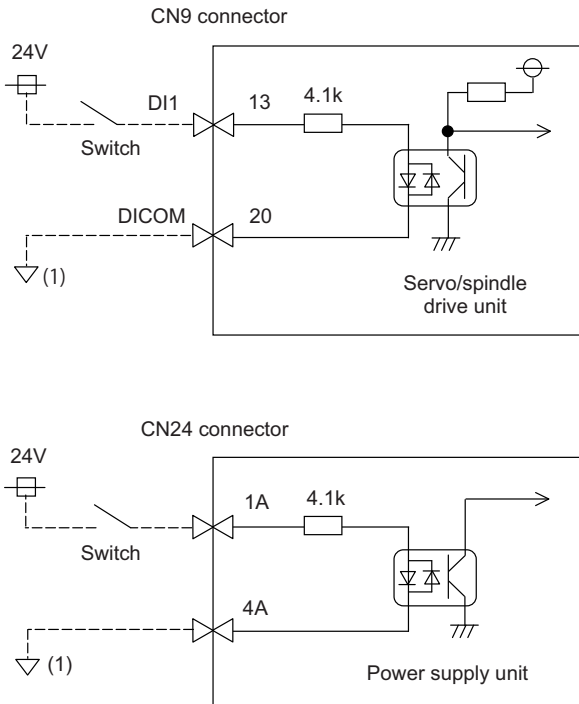 CN9 connector
24V
DI1
13
4.1k
Switch
DICOM
20
(1)
Servo/spindle
drive unit
CN24 connector
24V
1A
4.1k
Switch
4A
(1)
Power supply unit